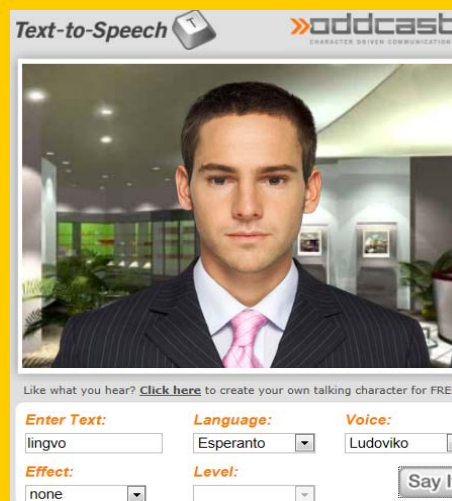 Text-to-Speech T »oddcast
CHARACTER DRIVEN COMMUNICATION
Like what you hear? Click here to create your own talking character for FRE
Enter Text: Language: Voice:
lingvo Esperanto Ludoviko
Effect: Level:
none Say I